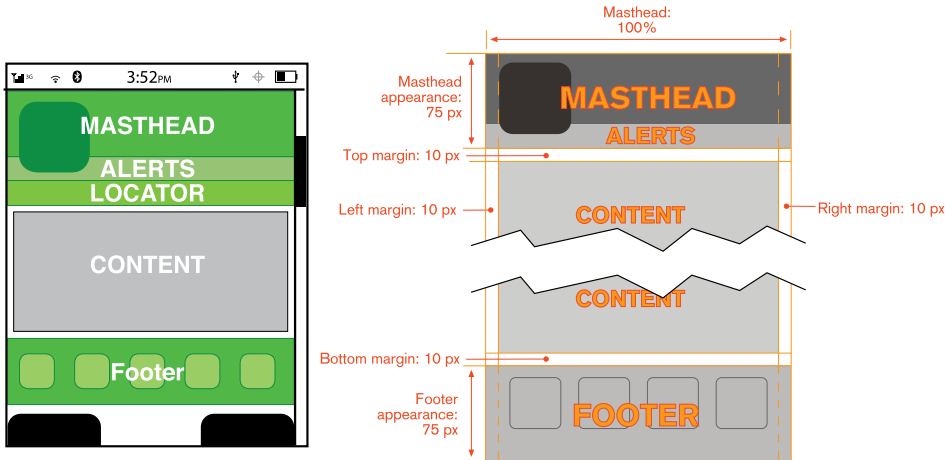 3G
3:52PM
MASTHEAD
ALERTS
LOCATOR
CONTENT
Footer
Masthead:
100%
Masthead
appearance:
75 px
MASTHEAD
ALERTS
Top margin: 10 px
Left margin: 10 px
CONTENT
Right margin: 10 px
CONTENT
Bottom margin: 10 px
Footer
appearance:
75 px
FOOTER